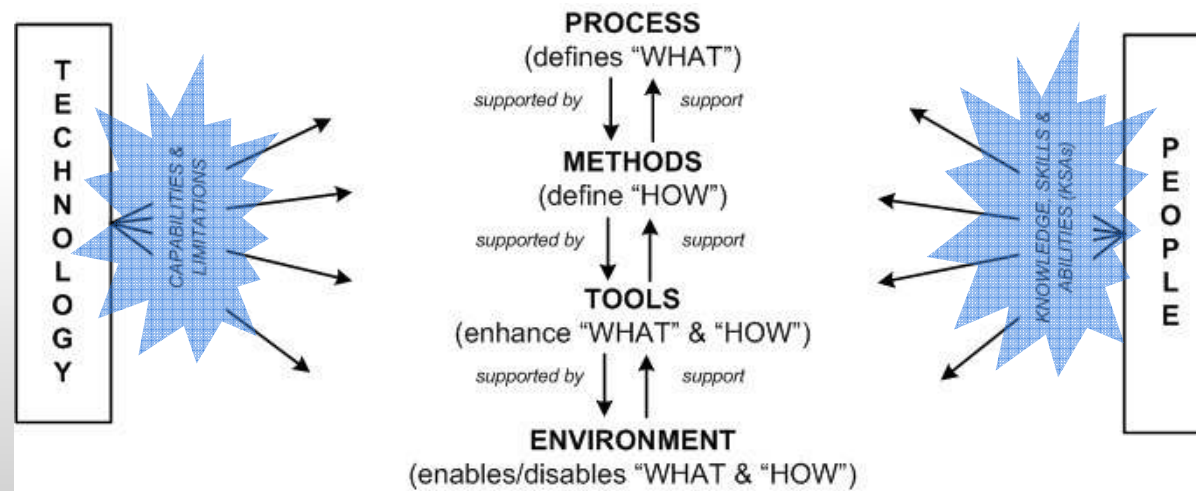 TECHNOLOGY
CAPABILITIES &
LIMITATIONS
PROCESS
(defines “WHAT”)
supported by support
METHODS
(define “HOW”)
supported by support
TOOLS
(enhance “WHAT” & “HOW”)
supported by support
ENVIRONMENT
(enables/disables “WHAT & “HOW”)
KNOWLEDGE, SKILLS &
ABILITIES (KSAs)
PEOPLE